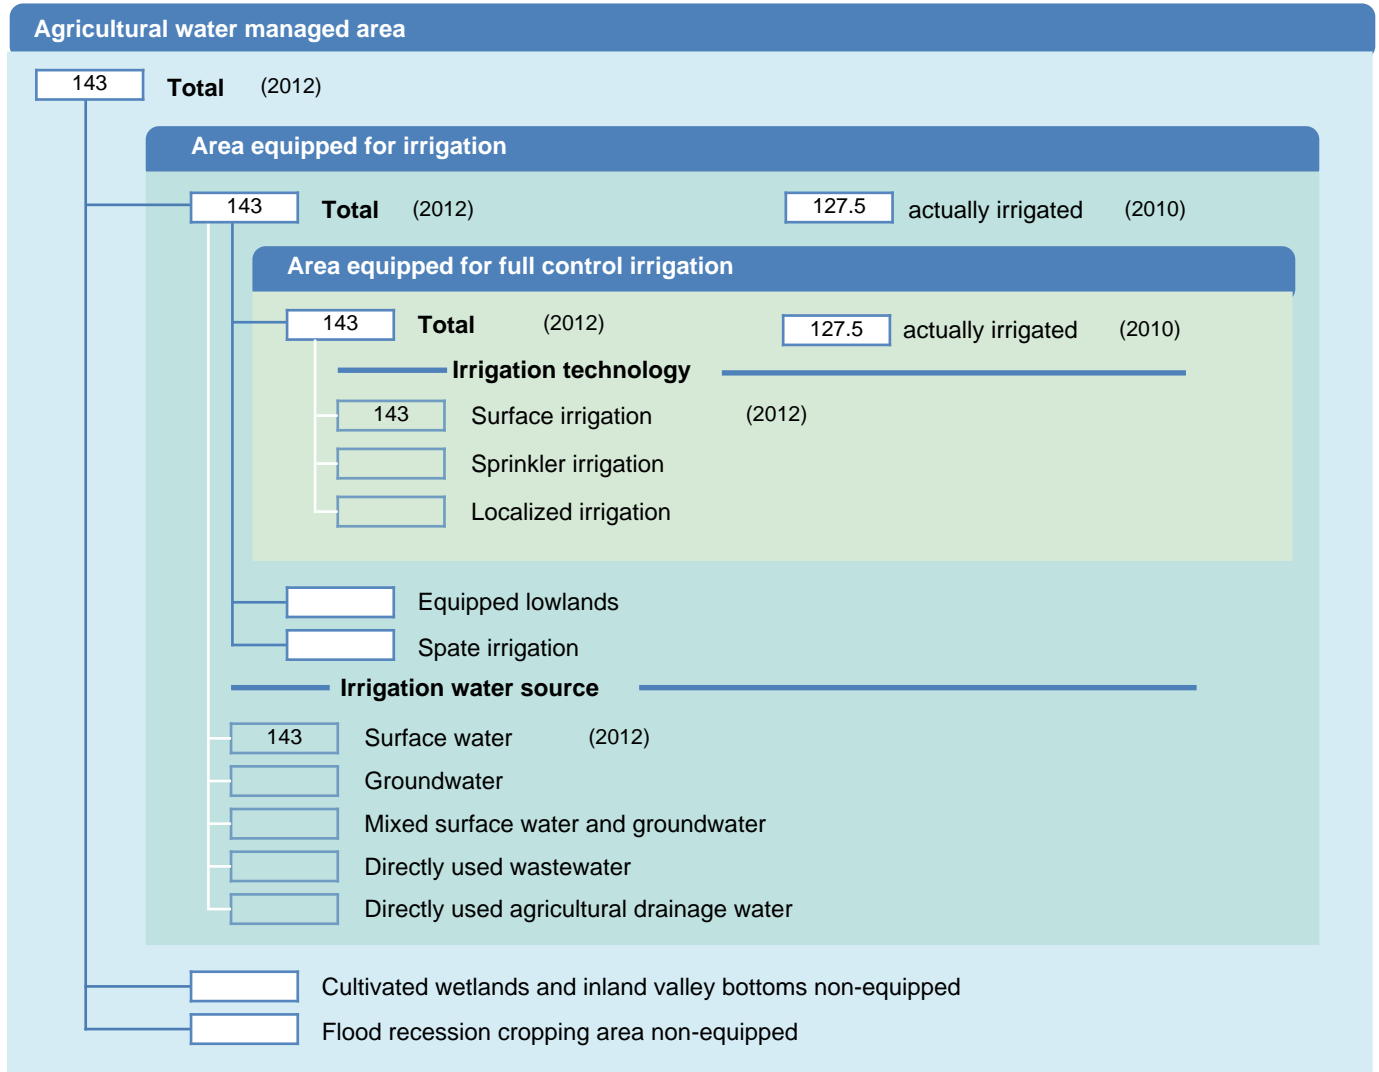 Agricultural water managed area
143 Total (2012)
Area equipped for irrigation
143 Total (2012) 127.5 actually irrigated (2010)
Area equipped for full control irrigation
143 Total (2012) 127.5 actually irrigated (2010)
Irrigation technology
143 Surface irrigation (2012)
Sprinkler irrigation
Localized irrigation
Equipped lowlands
Spate irrigation
Irrigation water source
143 Surface water (2012)
Groundwater
Mixed surface water and groundwater
Directly used wastewater
Directly used agricultural drainage water
Cultivated wetlands and inland valley bottoms non-equipped
Flood recession cropping area non-equipped